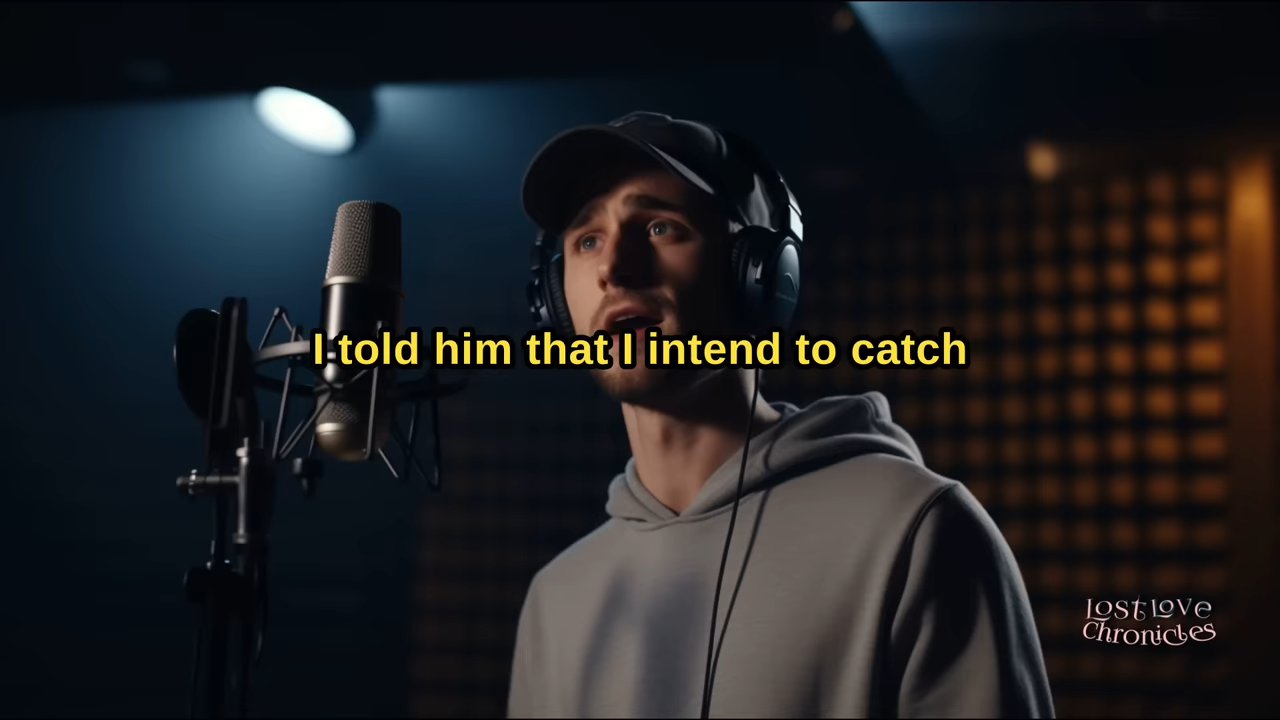 I told him that I intend to catch
Lost Love
Chronicles